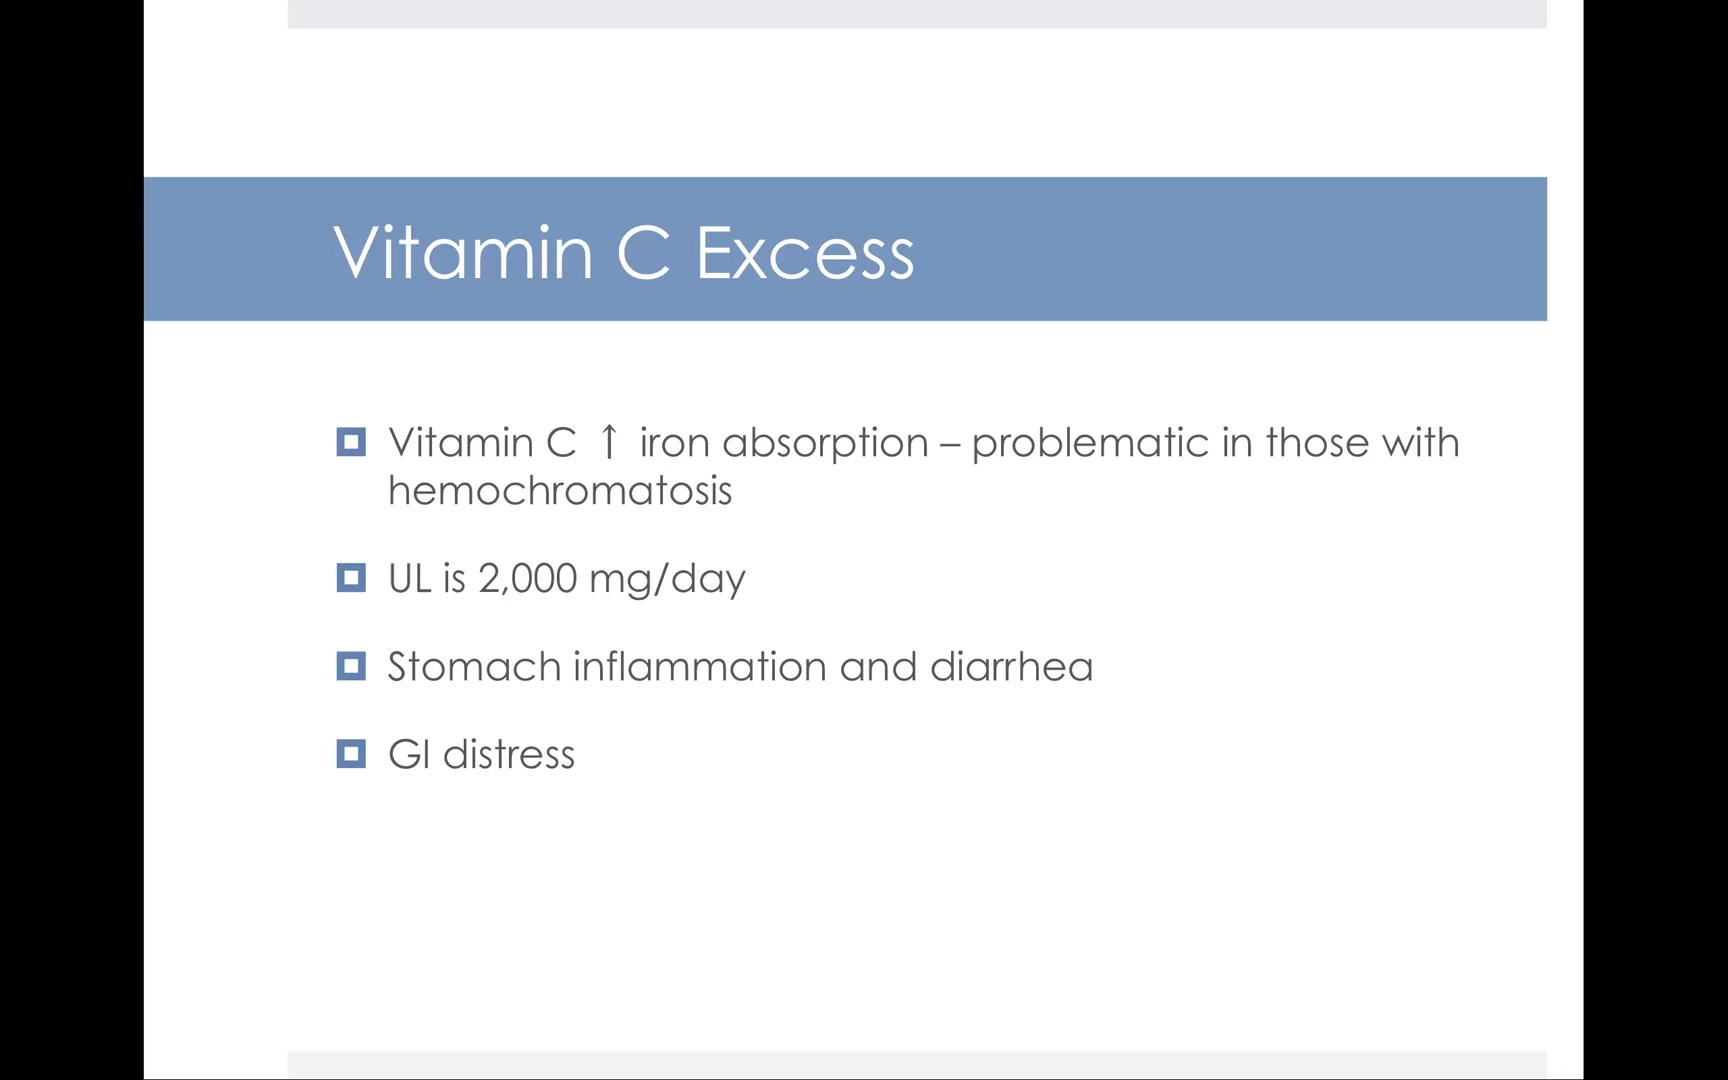 Vitamin C Excess
Vitamin C ↑ iron absorption – problematic in those with
hemochromatosis
UL is 2,000 mg/day
Stomach inflammation and diarrhea
GI distress